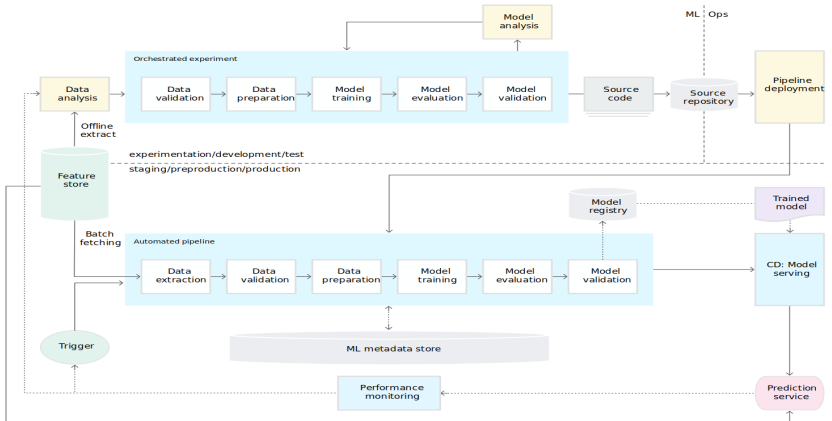 ML Ops
Model
analysis
Orchestrated experiment
Data
analysis
Data
validation
Data
preparation
Model
training
Model
evaluation
Model
validation
Source
code
Source
repository
Pipeline
deployment
Offline
extract
experimentation/development/test
staging/preproduction/production
Feature
store
Batch
fetching
Model
registry
Trained
model
Automated pipeline
Data
extraction
Data
validation
Data
preparation
Model
training
Model
evaluation
Model
validation
CD: Model
serving
Trigger
ML metadata store
Performance
monitoring
Prediction
service